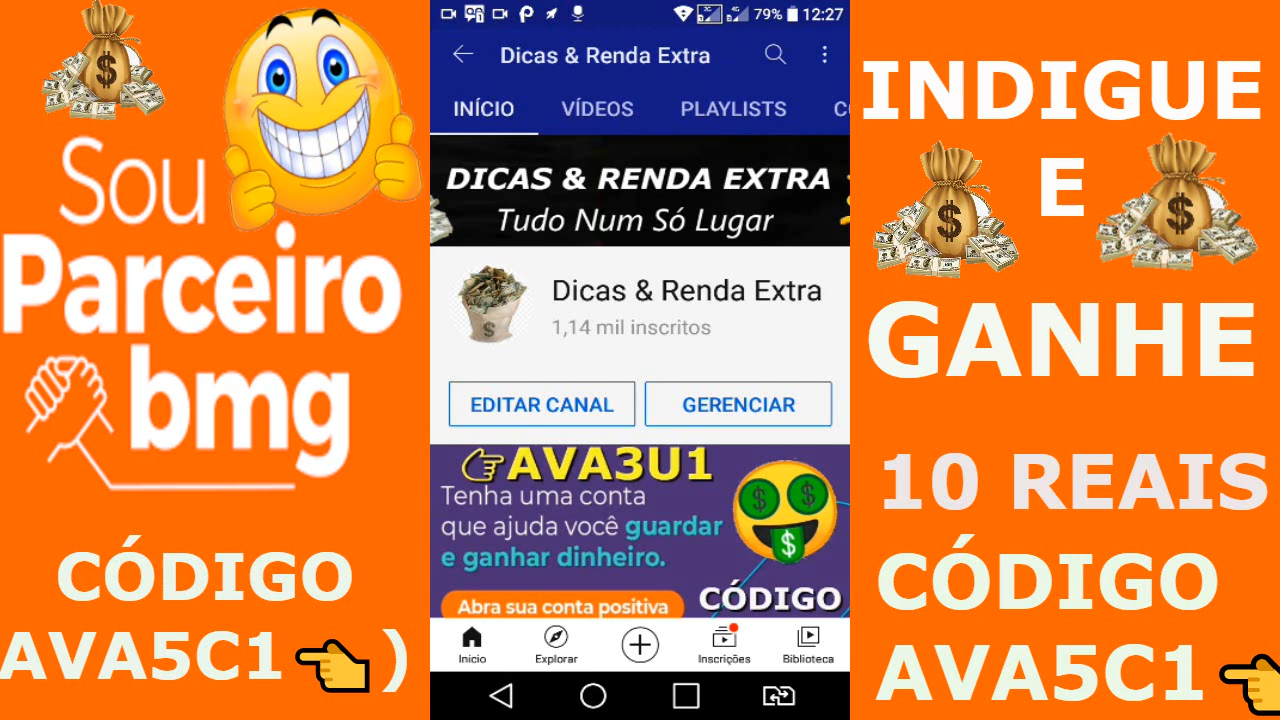 Sou
Parceiro
bmg
CÓDIGO
AVA5C1 )
79% 12:27
Dicas & Renda Extra
INÍCIO VÍDEOS PLAYLISTS
DICAS & RENDA EXTRA
Tudo Num Só Lugar
Dicas & Renda Extra
1,14 mil inscritos
EDITAR CANAL GERENCIAR
AVA3U1
Tenha uma conta
que ajuda você guardar
e ganhar dinheiro.
Abra sua conta positiva
CÓDIGO
Inicio Explorar Inscrições Biblioteca
INDIGUE
E
GANHE
10 REAIS
CÓDIGO
AVA5C1